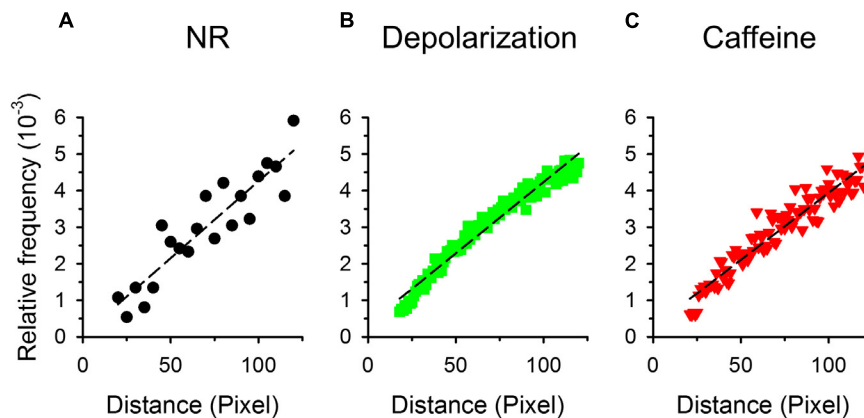 A NR
B Depolarization
C Caffeine
Relative frequency (10⁻³)
6
5
4
3
2
1
0
0 50 100
Distance (Pixel)
6
5
4
3
2
1
0
0 50 100
Distance (Pixel)
6
5
4
3
2
1
0
0 50 100
Distance (Pixel)